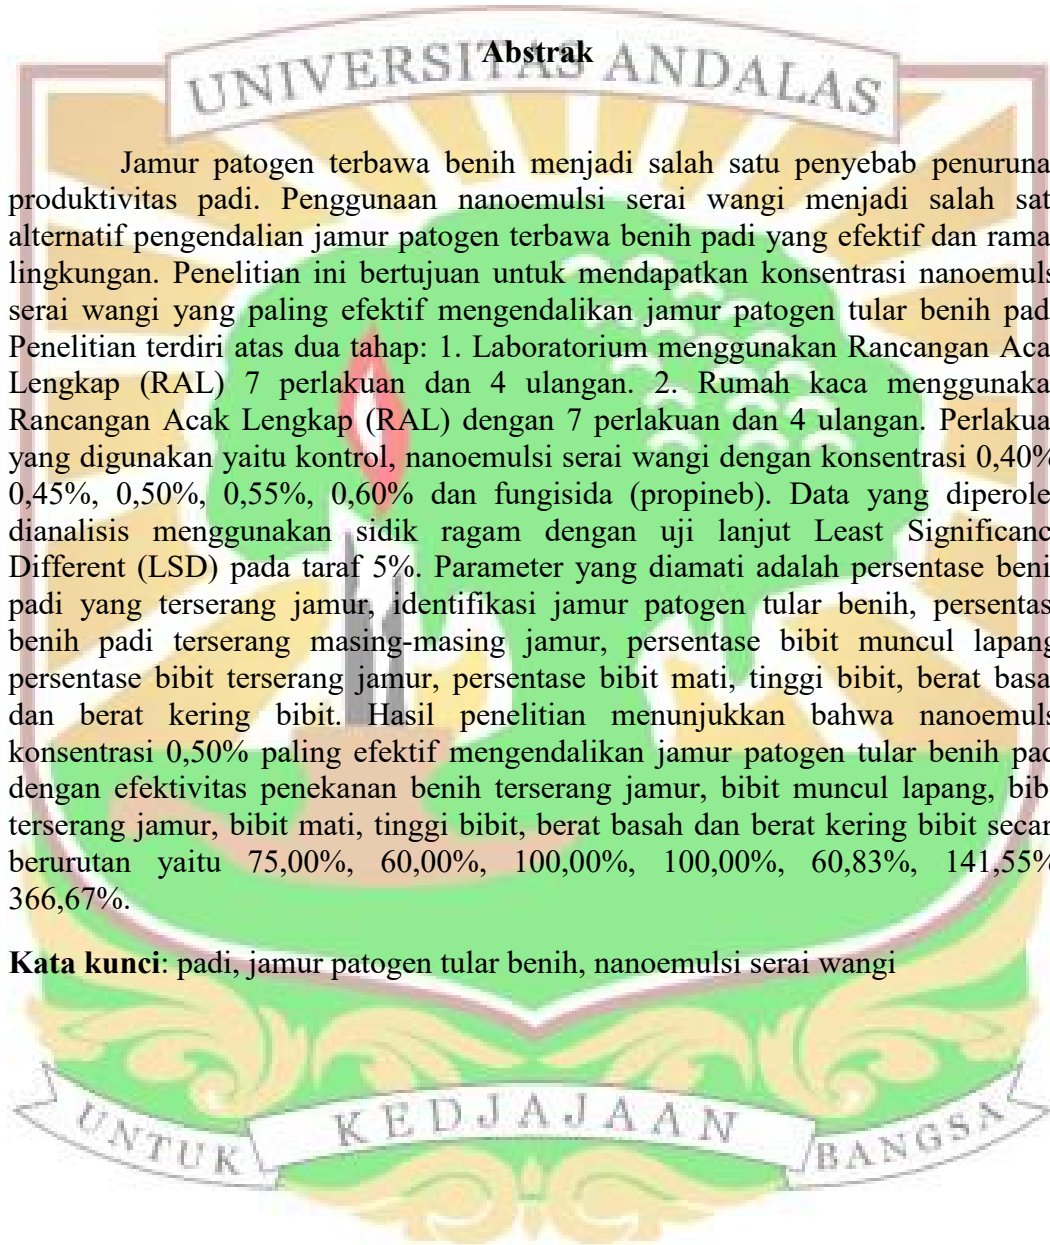 Abstrak
UNIVERSITAS ANDALAS
Jamur patogen terbawa benih menjadi salah satu penyebab penuruna
produktivitas padi. Penggunaan nanoemulsi serai wangi menjadi salah sat
alternatif pengendalian jamur patogen terbawa benih padi yang efektif dan rama
lingkungan. Penelitian ini bertujuan untuk mendapatkan konsentrasi nanoemuls
serai wangi yang paling efektif mengendalikan jamur patogen tular benih pad
Penelitian terdiri atas dua tahap: 1. Laboratorium menggunakan Rancangan Aca
Lengkap (RAL) 7 perlakuan dan 4 ulangan. 2. Rumah kaca menggunaka
Rancangan Acak Lengkap (RAL) dengan 7 perlakuan dan 4 ulangan. Perlakua
yang digunakan yaitu kontrol, nanoemulsi serai wangi dengan konsentrasi 0,40%
0,45%, 0,50%, 0,55%, 0,60% dan fungisida (propineb). Data yang diperole
dianalisis menggunakan sidik ragam dengan uji lanjut Least Significanc
Different (LSD) pada taraf 5%. Parameter yang diamati adalah persentase beni
padi yang terserang jamur, identifikasi jamur patogen tular benih, persentas
benih padi terserang masing-masing jamur, persentase bibit muncul lapang
persentase bibit terserang jamur, persentase bibit mati, tinggi bibit, berat basa
dan berat kering bibit. Hasil penelitian menunjukkan bahwa nanoemuls
konsentrasi 0,50% paling efektif mengendalikan jamur patogen tular benih pad
dengan efektivitas penekanan benih terserang jamur, bibit muncul lapang, bib
terserang jamur, bibit mati, tinggi bibit, berat basah dan berat kering bibit secar
berurutan yaitu 75,00%, 60,00%, 100,00%, 100,00%, 60,83%, 141,55%
366,67%.
Kata kunci: padi, jamur patogen tular benih, nanoemulsi serai wangi
UNTUK KEDJAJAAN BANGSA